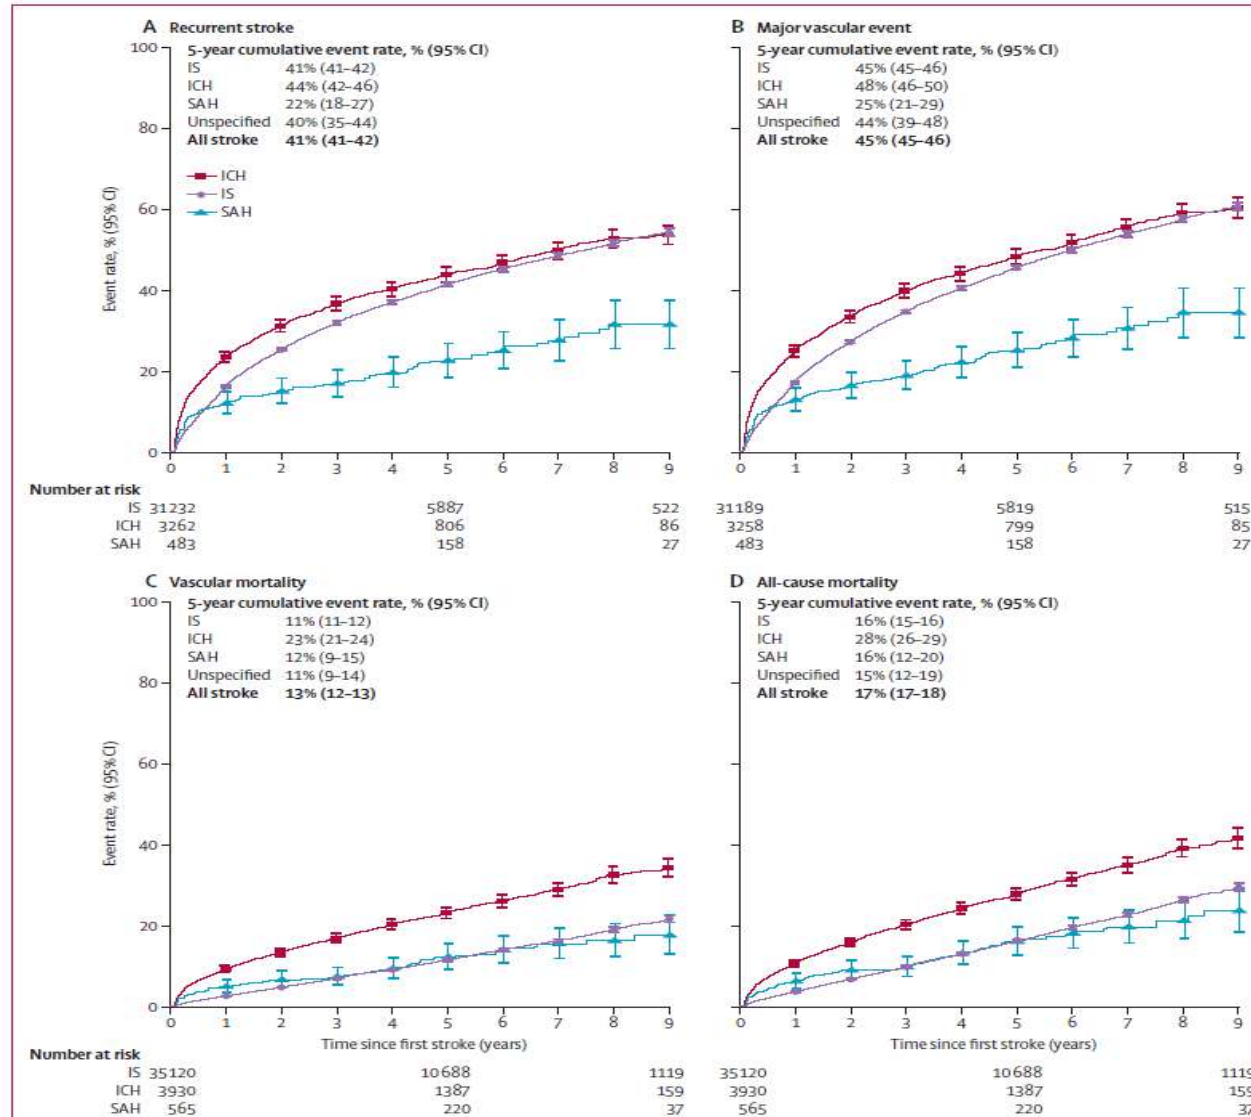 A Recurrent stroke
5-year cumulative event rate, % (95% CI)
IS 41% (41–42)
ICH 44% (42–46)
SAH 22% (18–27)
Unspecified 40% (35–44)
All stroke 41% (41–42)
ICH
IS
SAH
Event rate, % (95% CI)
100
80
60
40
20
0
0 1 2 3 4 5 6 7 8 9
Number at risk
IS 31232 5887 522
ICH 3262 806 86
SAH 483 158 27
B Major vascular event
5-year cumulative event rate, % (95% CI)
IS 45% (45–46)
ICH 48% (46–50)
SAH 25% (21–29)
Unspecified 44% (39–48)
All stroke 45% (45–46)
0 1 2 3 4 5 6 7 8 9
31189 5819 515
3258 799 85
483 158 27
C Vascular mortality
5-year cumulative event rate, % (95% CI)
IS 11% (11–12)
ICH 23% (21–24)
SAH 12% (9–15)
Unspecified 11% (9–14)
All stroke 13% (12–13)
Event rate, % (95% CI)
100
80
60
40
20
0
0 1 2 3 4 5 6 7 8 9
Time since first stroke (years)
Number at risk
IS 35120 10688 1119
ICH 3930 1387 159
SAH 565 220 37
D All-cause mortality
5-year cumulative event rate, % (95% CI)
IS 16% (15–16)
ICH 28% (26–29)
SAH 16% (12–20)
Unspecified 15% (12–19)
All stroke 17% (17–18)
0 1 2 3 4 5 6 7 8 9
Time since first stroke (years)
35120 10688 1119
3930 1387 159
565 220 37